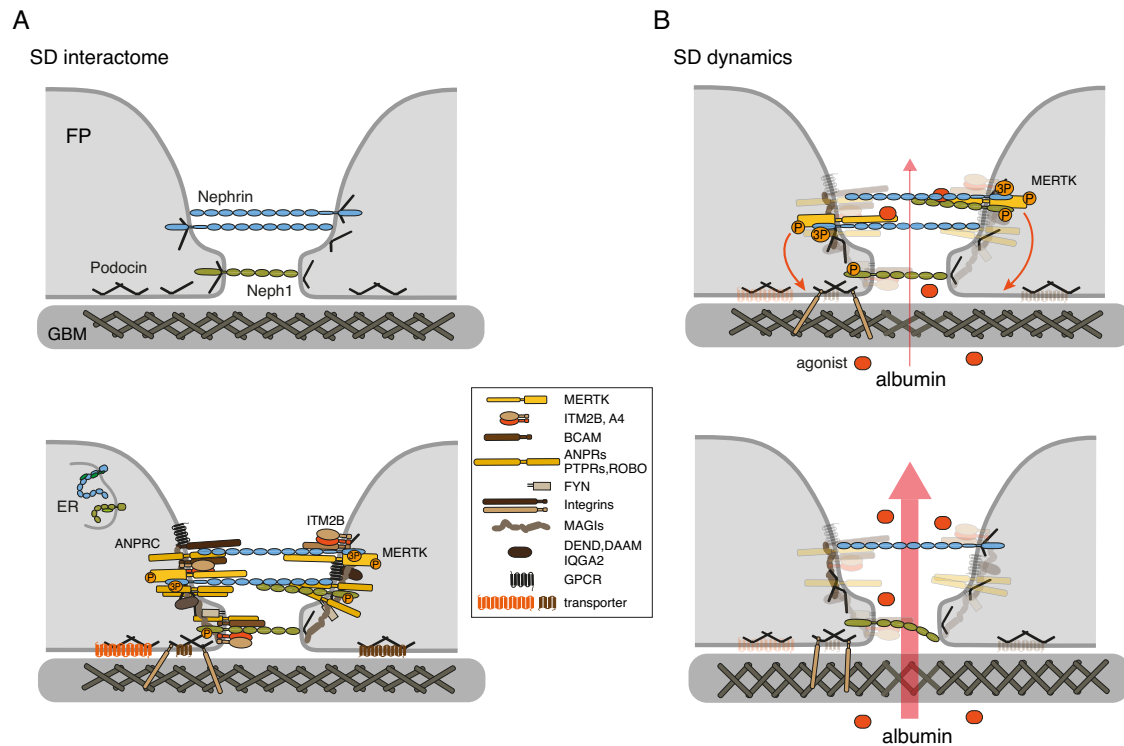 A
SD interactome
FP
Nephrin
Podocin
Neph1
GBM
ER
ANPRC
ITM2B
MERTK
3P
P
P
3P
P
P
MERTK
ITM2B, A4
BCAM
ANPRs
PTPRs,ROBO
FYN
Integrins
MAGIs
DEND,DAAM
IQGA2
GPCR
transporter
B
SD dynamics
MERTK
3P
P
P
P
3P
P
agonist
albumin
albumin